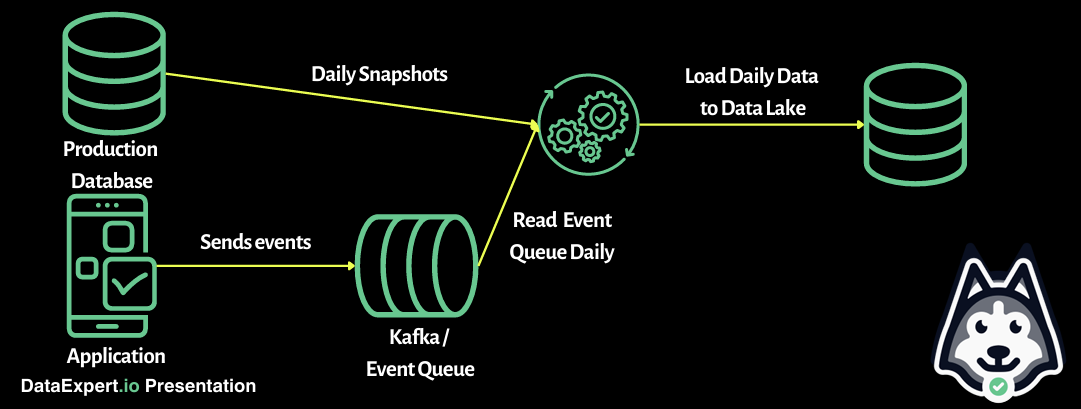 Production
Database
Daily Snapshots
Load Daily Data
to Data Lake
Sends events
Read Event
Queue Daily
Application
Kafka /
Event Queue
DataExpert.io Presentation